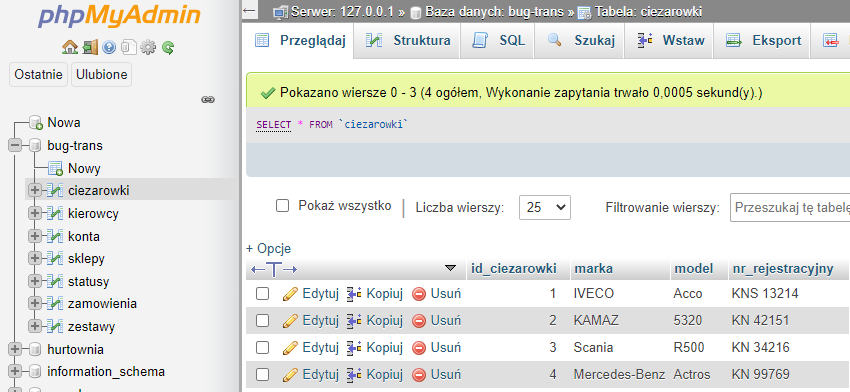 phpMyAdmin
Ostatnie Ulubione
Nowa
bug-trans
Nowy
ciezarowki
kierowcy
konta
sklepy
statusy
zamowienia
zestawy
hurtownia
information_schema
Serwer: 127.0.0.1 » Baza danych: bug-trans » Tabela: ciezarowki
Przeglądaj Struktura SQL Szukaj Wstaw Eksport
Pokazano wiersze 0 - 3 (4 ogółem, Wykonanie zapytania trwało 0,0005 sekund(y).)
SELECT * FROM `ciezarowki`
Pokaż wszystko | Liczba wierszy: 25 Filtrowanie wierszy: Przeszukaj tę tabelę
+ Opcje
←T→ id_ciezarowki marka model nr_rejestracyjny
Edytuj Kopiuj Usuń 1 IVECO Acco KNS 13214
Edytuj Kopiuj Usuń 2 KAMAZ 5320 KN 42151
Edytuj Kopiuj Usuń 3 Scania R500 KN 34216
Edytuj Kopiuj Usuń 4 Mercedes-Benz Actros KN 99769